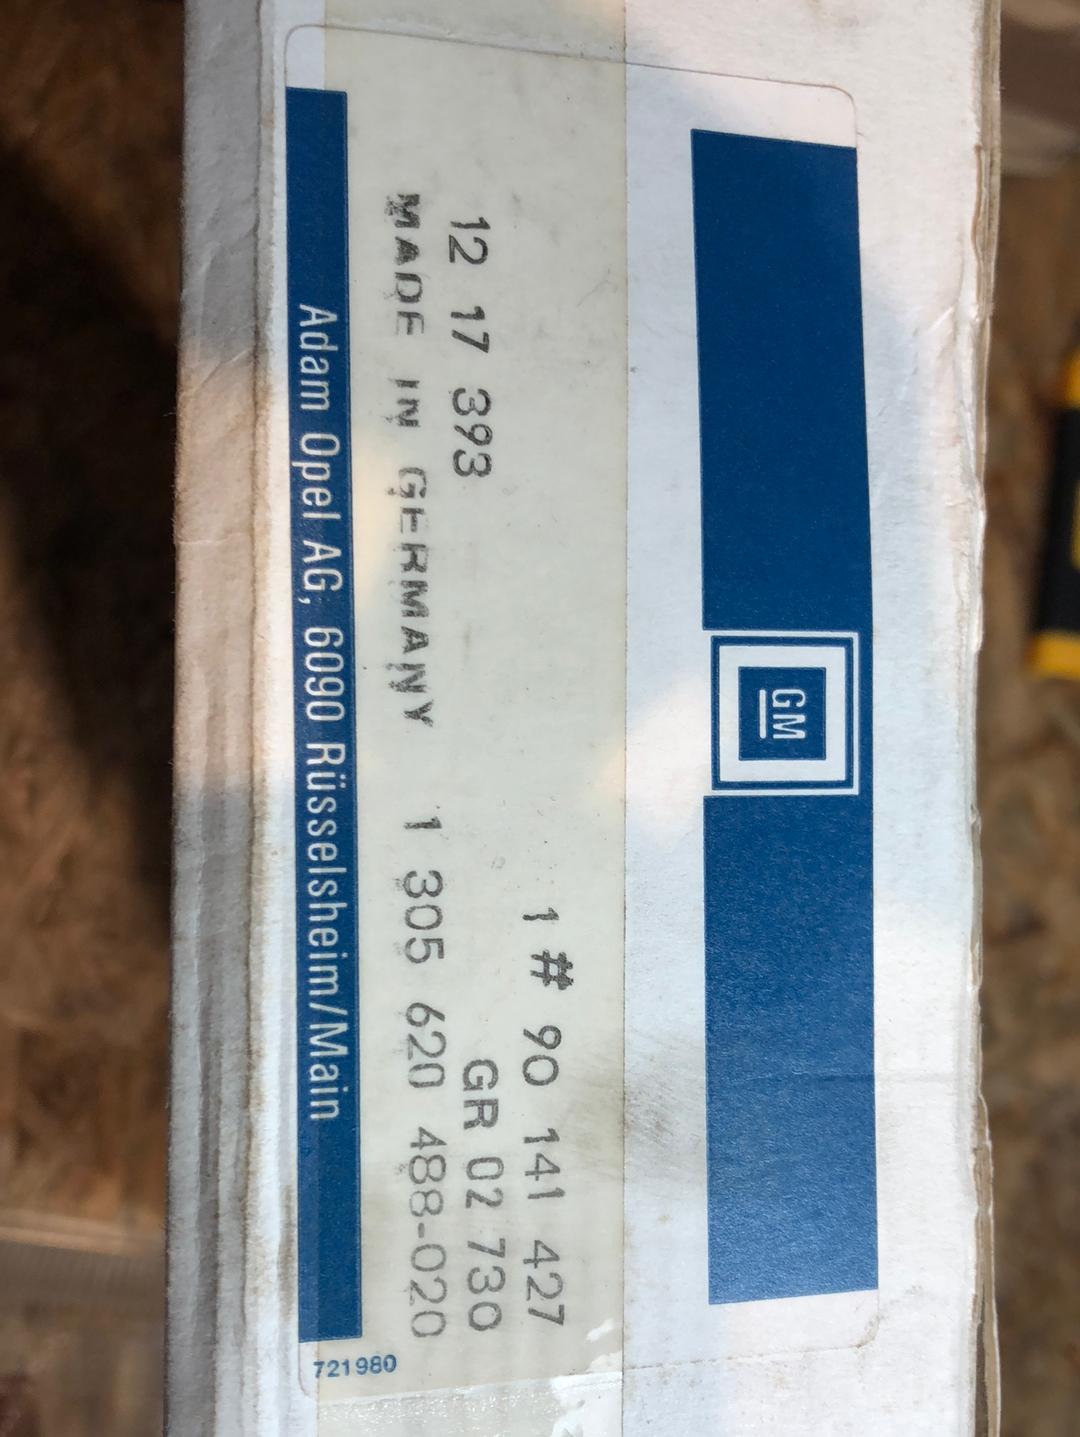 GM
1 # 90 141 427
12 17 393
GR 02 730
MADE IN GERMANY 1 305 620 488-020
Adam Opel AG, 6090 Rüsselsheim/Main
721980